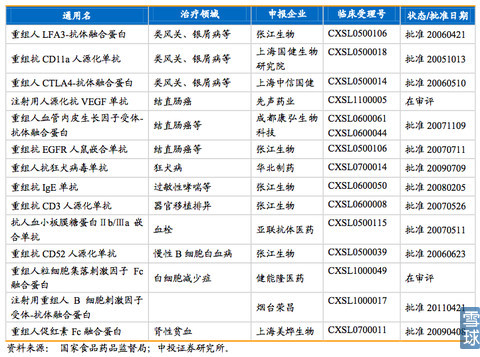 通用名 治疗领域 申报企业 临床受理号 状态/批准日期
重组人 LFA3-抗体融合蛋白 类风关、银屑病等 张江生物 CXSL0500106 批准 20060421
重组抗 CD11a 人源化单抗 类风关、银屑病等 上海国健生物研究院 CXSL0500018 批准 20051013
重组人 CTLA4-抗体融合蛋白 类风关、银屑病等 上海中信国健 CXSL0500014 批准 20060510
注射用人源化抗 VEGF 单抗 结直肠癌 先声药业 CXSL1100005 在审评
重组人血管内皮生长因子受体-抗体融合蛋白 结直肠癌等 成都康弘生物科技 CXSL0600061 CXSL0600044 批准 20071109
重组抗 EGFR 人鼠嵌合单抗 结直肠癌等 张江生物 CXSL0500106 批准 20070711
重组人抗狂犬病毒单抗 狂犬病 华北制药 CXSL0700014 批准 20090709
重组抗 IgE 单抗 过敏性哮喘等 张江生物 CXSL0600050 批准 20080205
重组抗 CD3 人源化单抗 器官移植排异 张江生物 CXSL0600008 批准 20070526
抗人血小板膜糖蛋白Ⅱb/Ⅲa 嵌合单抗 血栓 亚联抗体医药 CXSL0500115 批准 20070511
重组抗 CD52 人源化单抗 慢性 B 细胞白血病 张江生物 CXSL0500039 批准 20060623
重组人粒细胞集落刺激因子 Fc 融合蛋白 白细胞减少症 健能隆医药 CXSL1000049 在审评
注射用重组人 B 细胞刺激因子受体-抗体融合蛋白 烟台荣昌 CXSL1000017 批准 20110421
重组人促红素 Fc 融合蛋白 肾性贫血 上海美烨生物 CXSL0700011 批准 20090403
资料来源： 国家食品药品监督局；中投证券研究所。
雪球